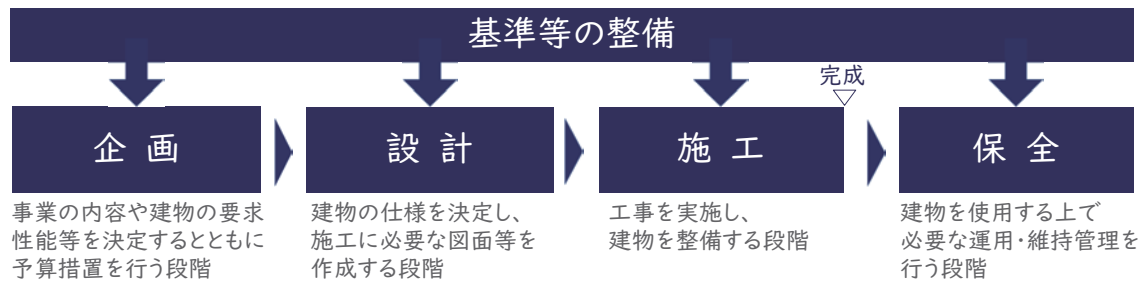 基準等の整備
完成
企画
設計
施工
保全
事業の内容や建物の要求
性能等を決定するとともに
予算措置を行う段階
建物の仕様を決定し、
施工に必要な図面等を
作成する段階
工事を実施し、
建物を整備する段階
建物を使用する上で
必要な運用・維持管理を
行う段階